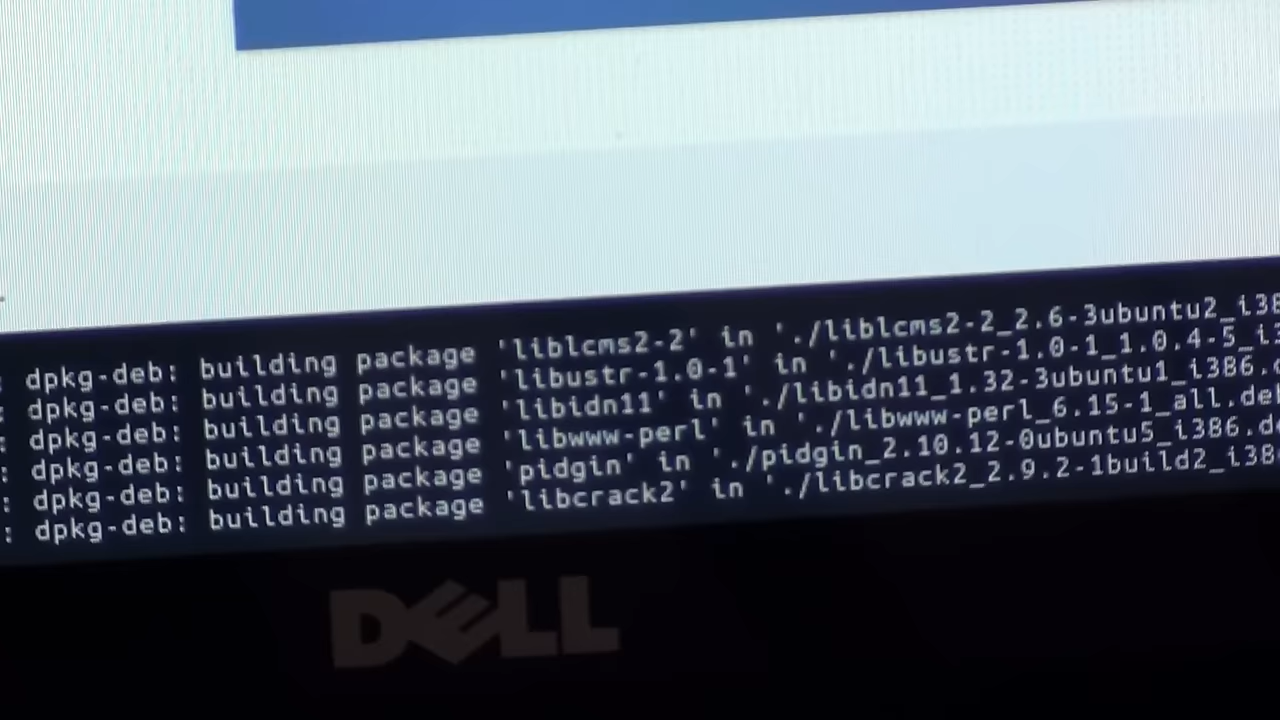 : dpkg-deb: building package 'liblcms2-2' in './liblcms2-2_2.6-3ubuntu2_i38
: dpkg-deb: building package 'libustr-1.0-1' in './libustr-1.0-1_1.0.4-5_i3
: dpkg-deb: building package 'libidn11' in './libidn11_1.32-3ubuntu1_i386.d
: dpkg-deb: building package 'libwww-perl' in './libwww-perl_6.15-1_all.deb
: dpkg-deb: building package 'pidgin' in './pidgin_2.10.12-0ubuntu5_i386.de
: dpkg-deb: building package 'libcrack2' in './libcrack2_2.9.2-1build2_i386
DELL